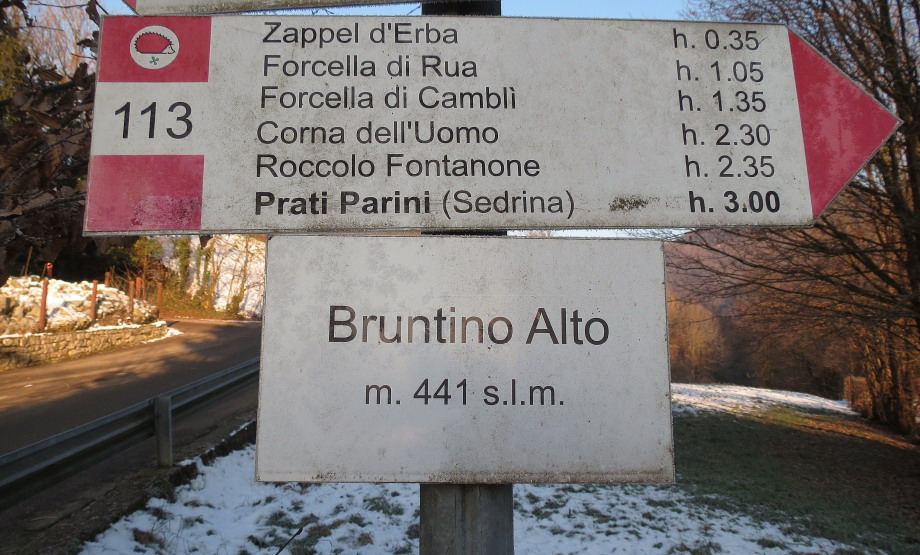 113
Zappel d'Erba h. 0.35
Forcella di Rua h. 1.05
Forcella di Camblì h. 1.35
Corna dell'Uomo h. 2.30
Roccolo Fontanone h. 2.35
Prati Parini (Sedrina) h. 3.00
Bruntino Alto
m. 441 s.l.m.